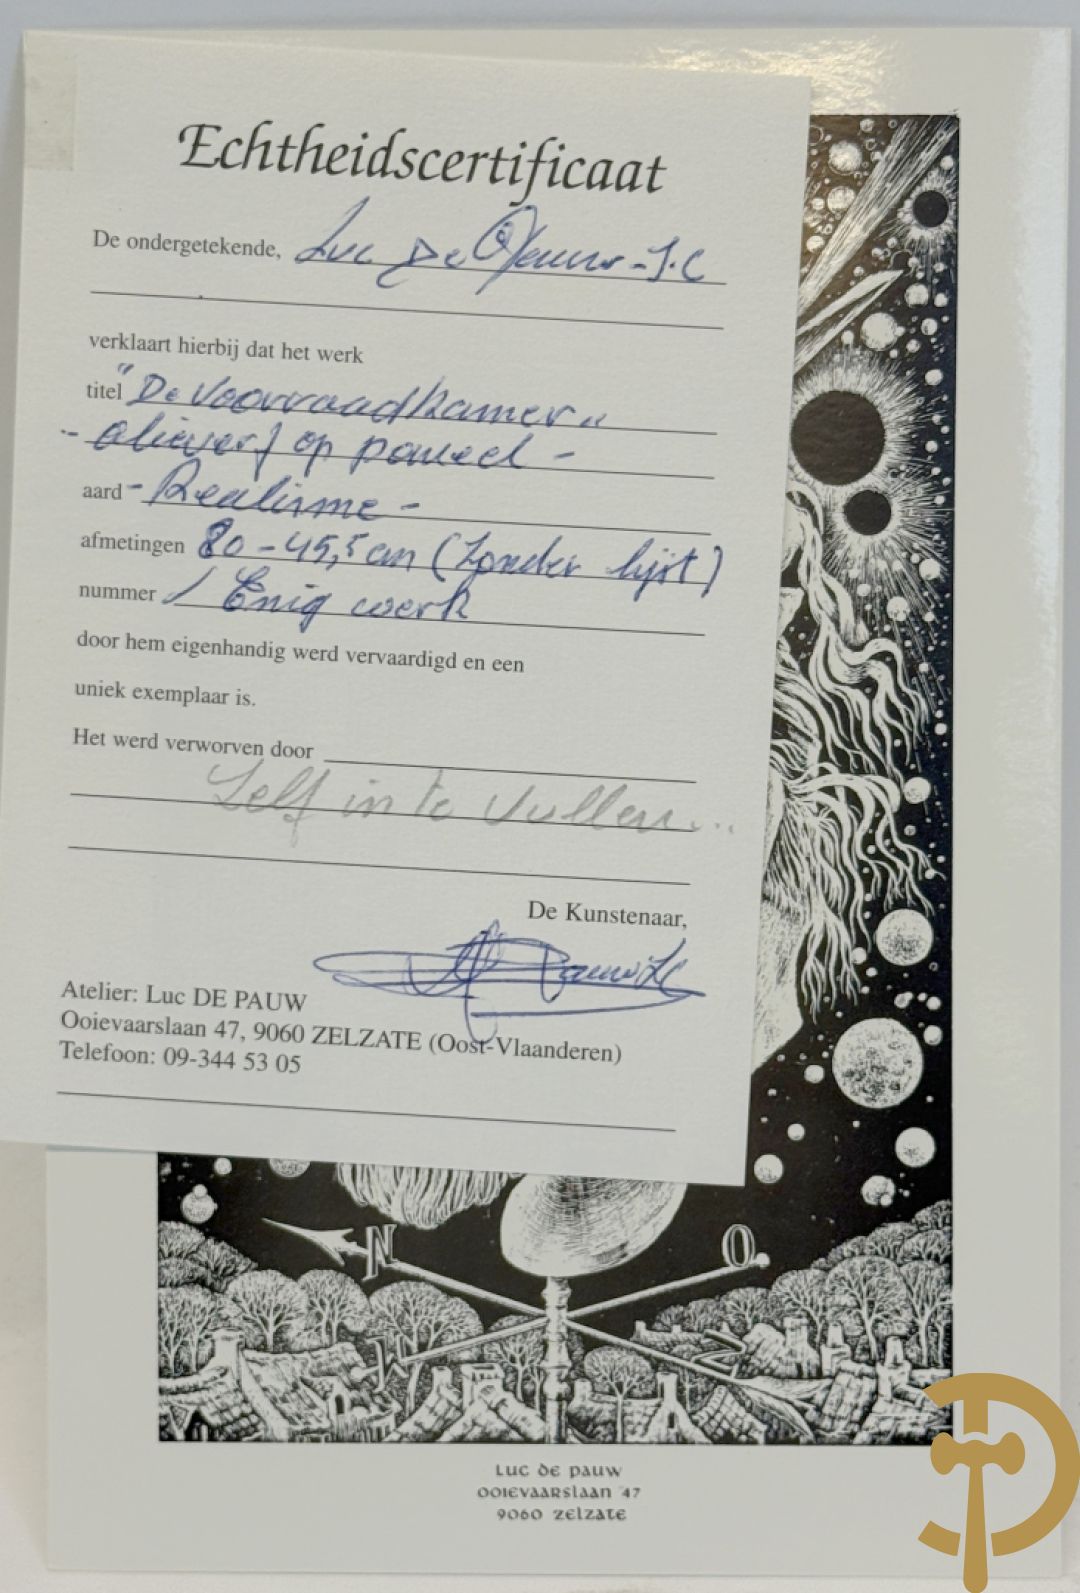 Echtheidscertificaat
De ondergetekende, Luc De Pauw - J.C
verklaart hierbij dat het werk
titel "De Voorraadkamer"
- olieverf op paneel -
aard - Realisme -
afmetingen 80 - 45,5 cm (Zonder lijst)
nummer / Enig werk
door hem eigenhandig werd vervaardigd en een
uniek exemplaar is.
Het werd verworven door
Zelf in te vullen...
De Kunstenaar,
Atelier: Luc DE PAUW
Ooievaarslaan 47, 9060 ZELZATE (Oost-Vlaanderen)
Telefoon: 09-344 53 05
N
O
W
Z
Luc de pauw
ooievaarslaan 47
9060 zelzate